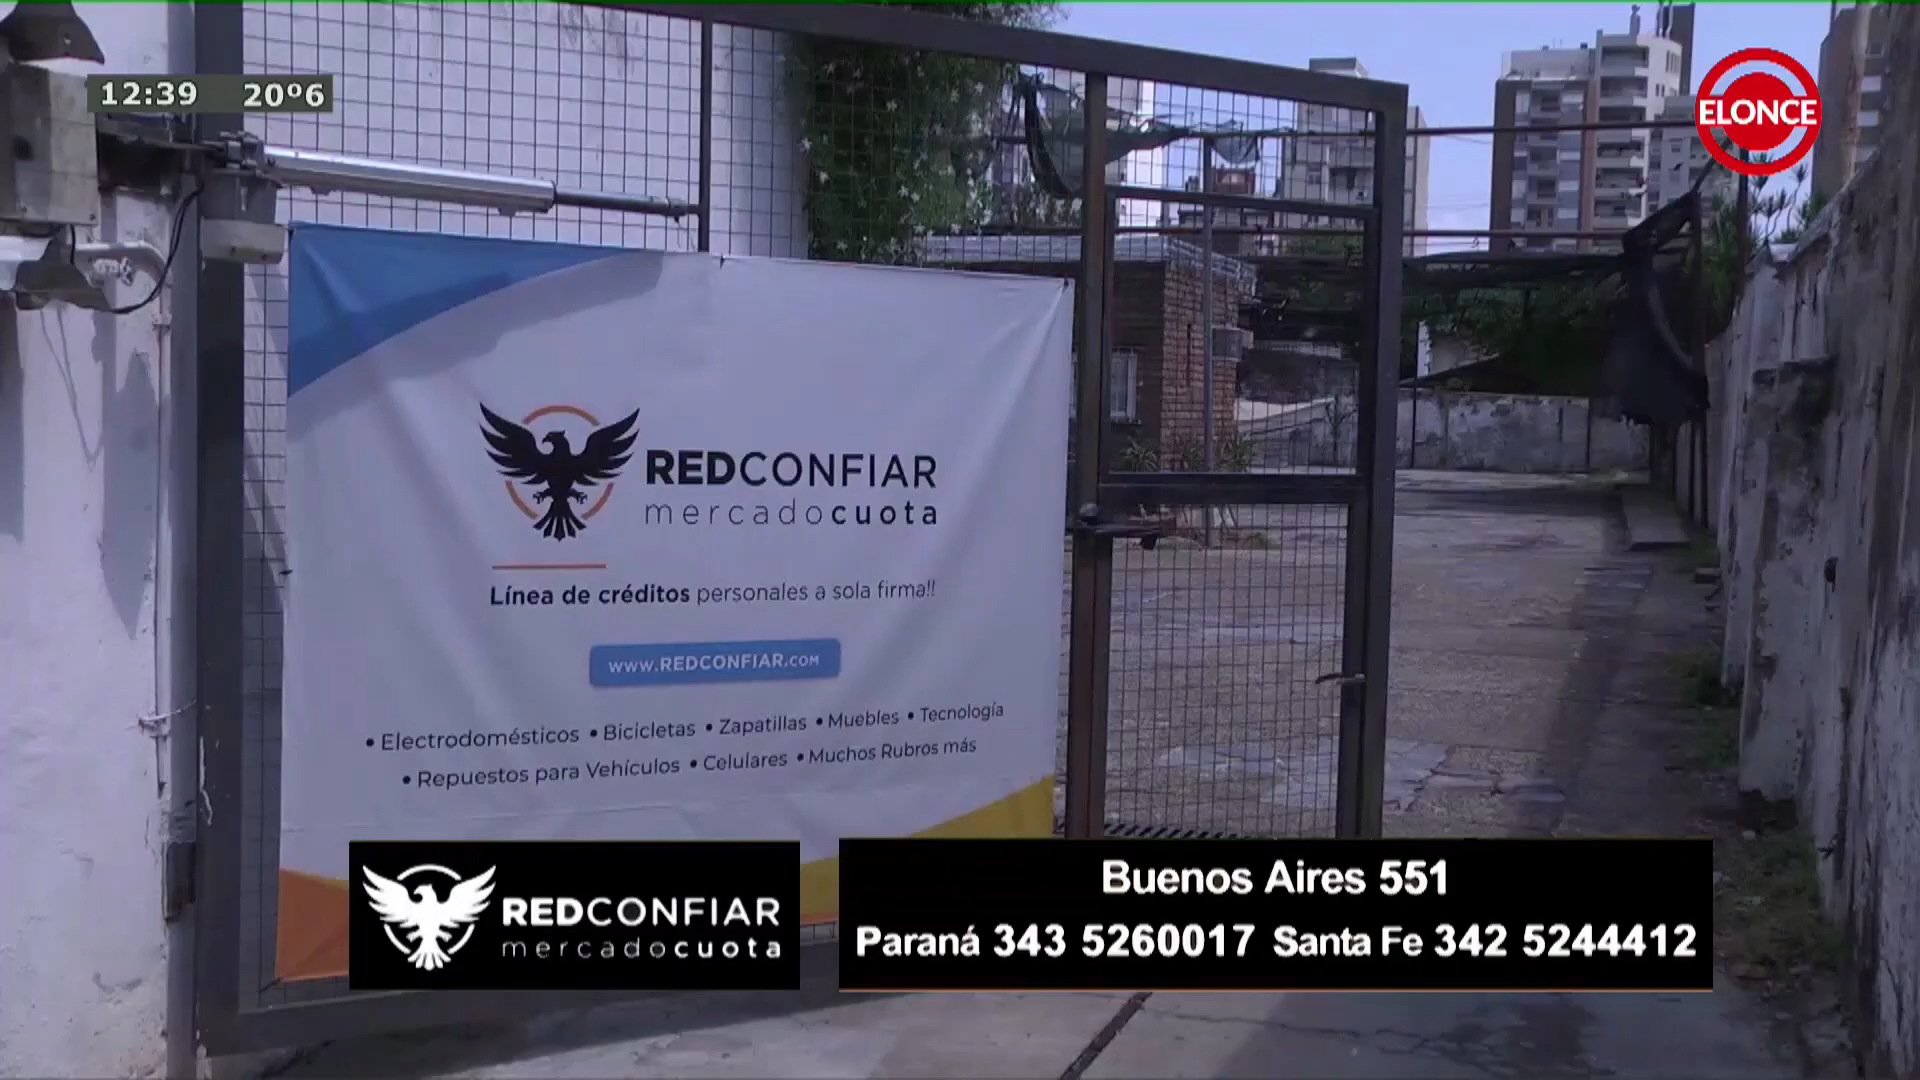 12:39 20º6
ELONCE
REDCONFIAR
mercadocuota
Línea de créditos personales a sola firma!!
WWW.REDCONFIAR.COM
• Electrodomésticos • Bicicletas • Zapatillas • Muebles • Tecnología
• Repuestos para Vehículos • Celulares • Muchos Rubros más
REDCONFIAR
mercadocuota
Buenos Aires 551
Paraná 343 5260017 Santa Fe 342 5244412